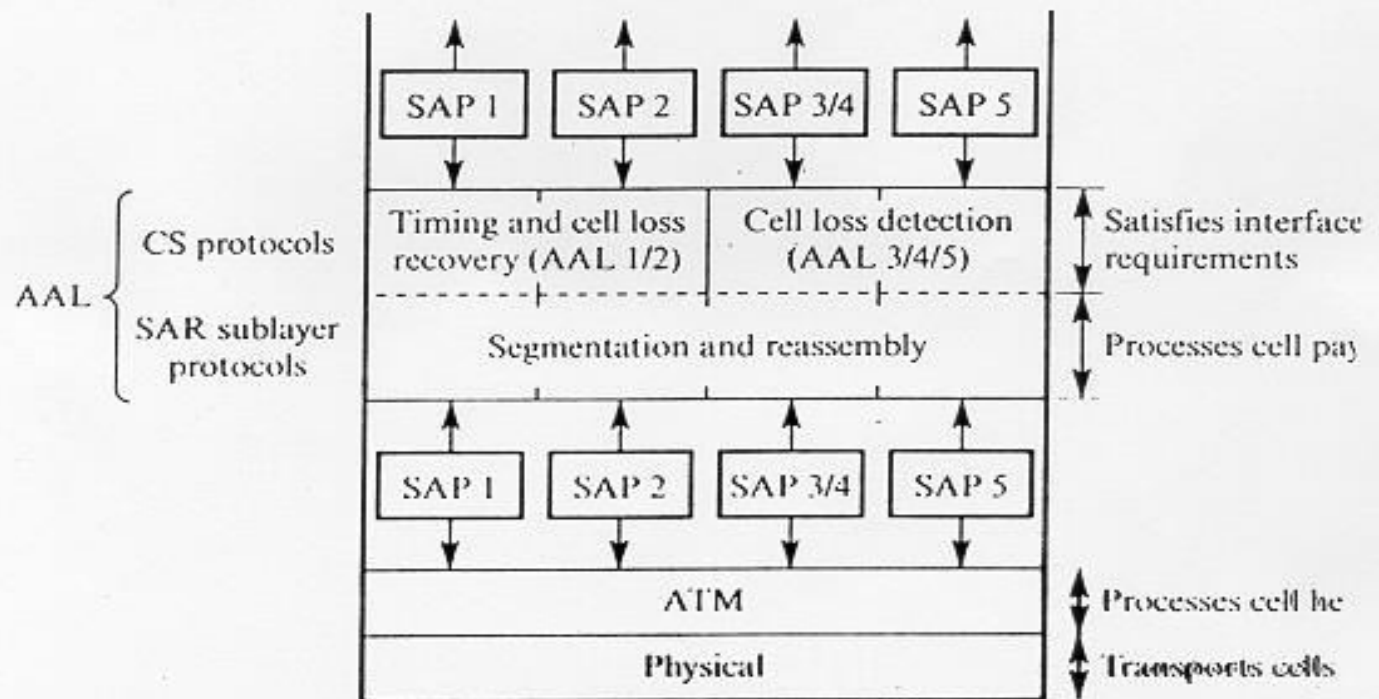 SAP 1
SAP 2
SAP 3/4
SAP 5
AAL
CS protocols
Timing and cell loss
recovery (AAL 1/2)
Cell loss detection
(AAL 3/4/5)
Satisfies interface
requirements
SAR sublayer
protocols
Segmentation and reassembly
Processes cell pay
SAP 1
SAP 2
SAP 3/4
SAP 5
ATM
Processes cell he
Physical
Transports cells